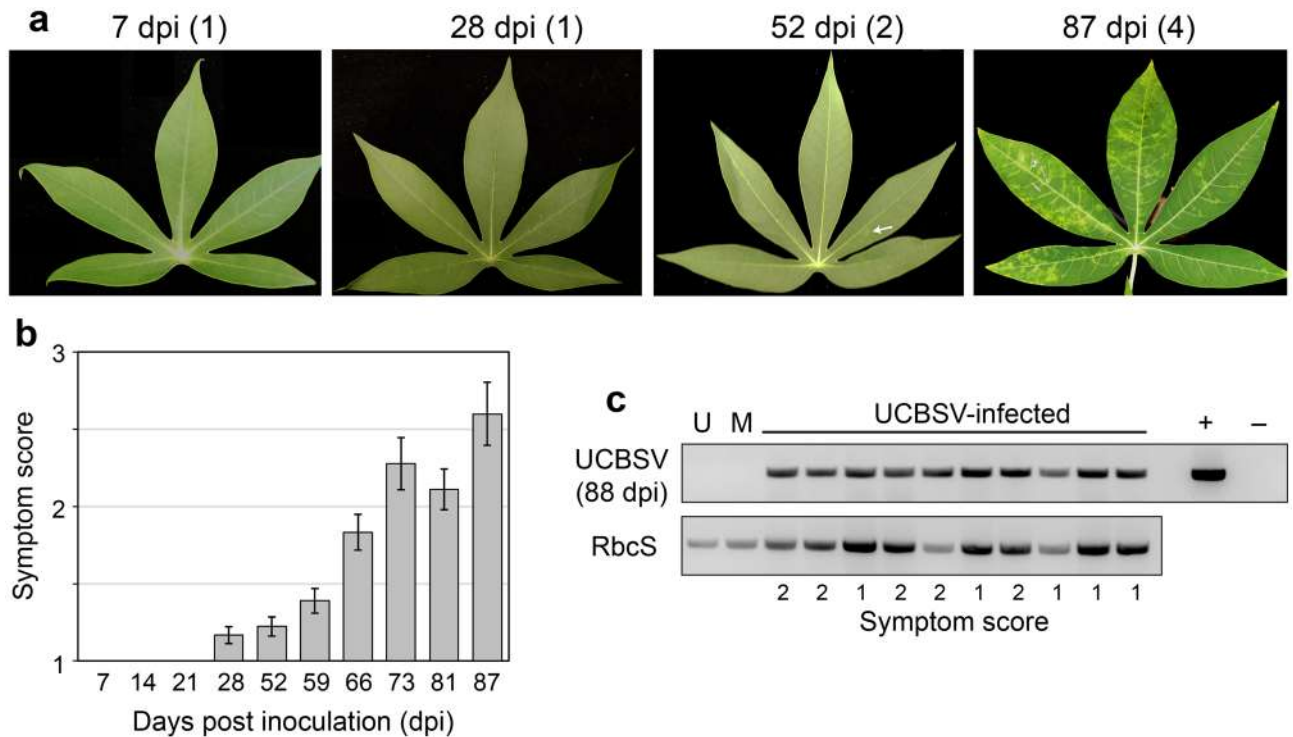 a
7 dpi (1) 28 dpi (1) 52 dpi (2) 87 dpi (4)
b
3
2
1
Symptom score
7 14 21 28 52 59 66 73 81 87
Days post inoculation (dpi)
c
U M UCBSV-infected + –
UCBSV
(88 dpi)
RbcS
2 2 1 2 2 1 2 1 1 1
Symptom score